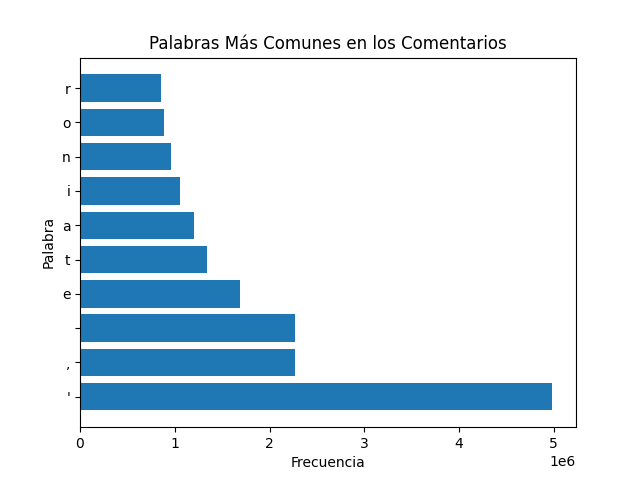 Palabras Más Comunes en los Comentarios
r
o
n
i
a
t
e
,
'
Palabra
0 1 2 3 4 5
1e6
Frecuencia